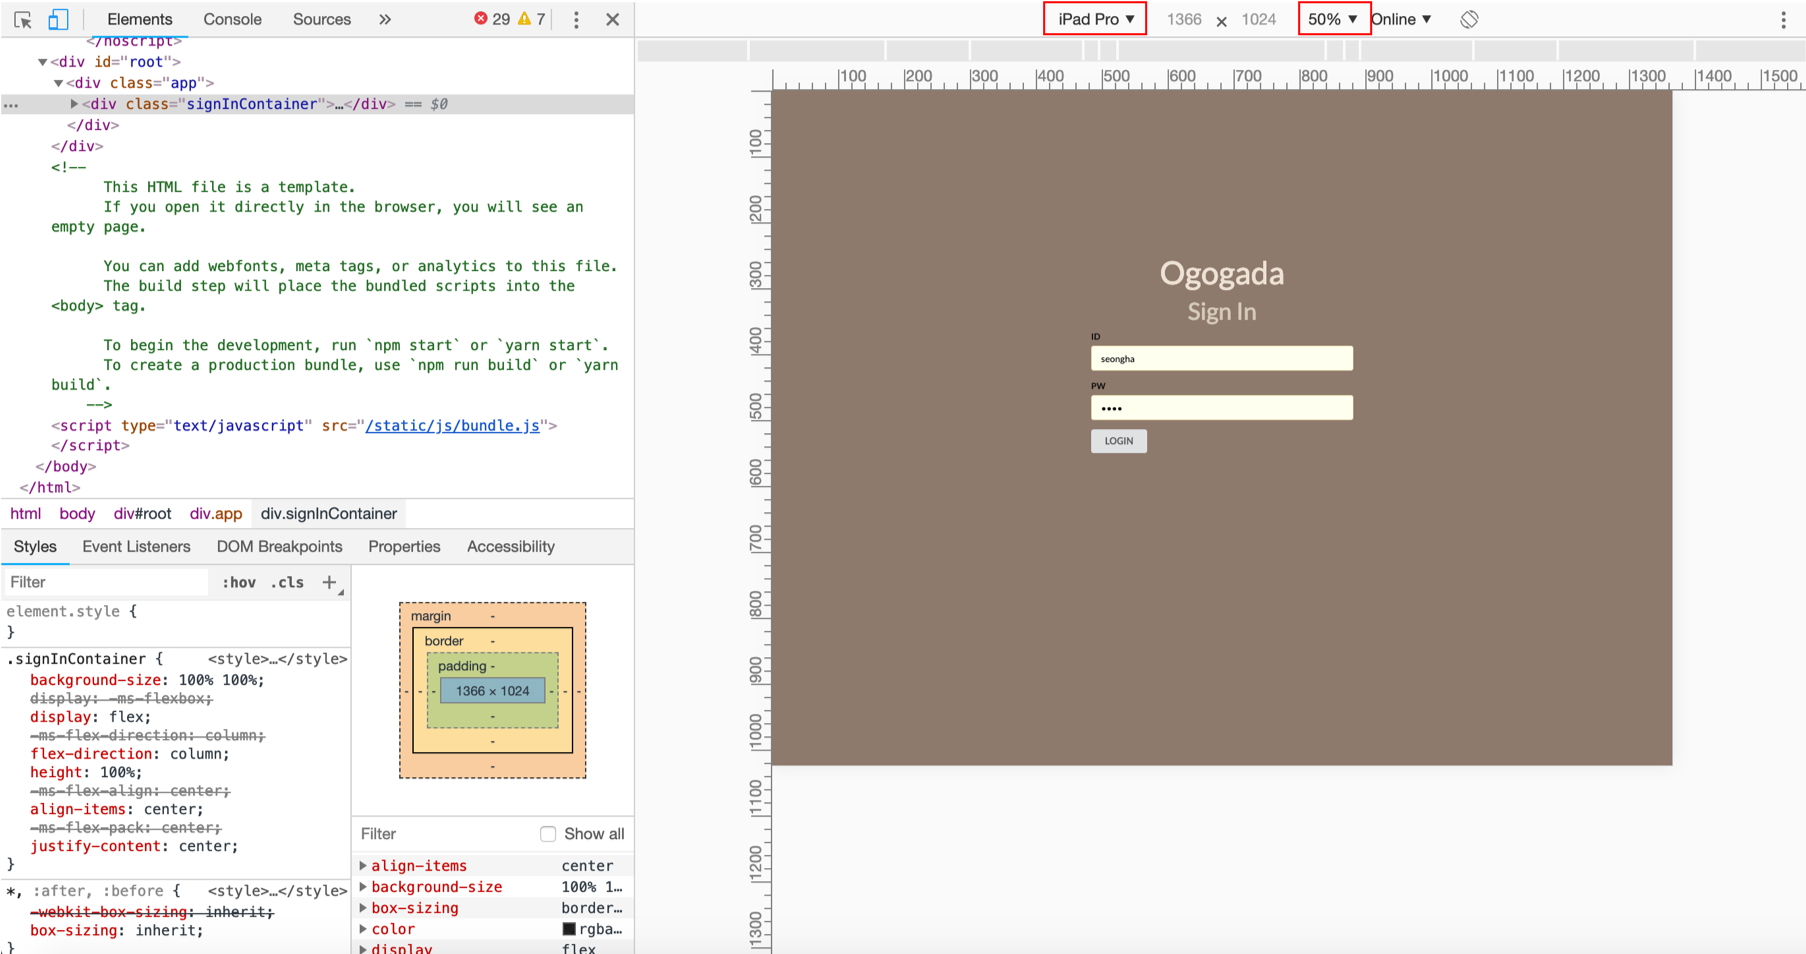 Elements Console Sources » 29 7
</noscript>
▼<div id="root">
▼<div class="app">
▶<div class="signInContainer">…</div> == $0
</div>
</div>
<!--
This HTML file is a template.
If you open it directly in the browser, you will see an
empty page.
You can add webfonts, meta tags, or analytics to this file.
The build step will place the bundled scripts into the
<body> tag.
To begin the development, run `npm start` or `yarn start`.
To create a production bundle, use `npm run build` or `yarn
build`.
-->
<script type="text/javascript" src="/static/js/bundle.js">
</script>
</body>
</html>
html body div#root div.app div.signInContainer
Styles Event Listeners DOM Breakpoints Properties Accessibility
Filter :hov .cls +
element.style {
}
.signInContainer { <style>…</style>
background-size: 100% 100%;
display: -ms-flexbox;
display: flex;
-ms-flex-direction: column;
flex-direction: column;
height: 100%;
-ms-flex-align: center;
align-items: center;
-ms-flex-pack: center;
justify-content: center;
}
*, :after, :before { <style>…</style>
-webkit-box-sizing: inherit;
box-sizing: inherit;
}
margin -
border -
padding -
- - - 1366 × 1024 - - -
-
-
-
Filter Show all
▶ align-items center
▶ background-size 100% 1…
▶ box-sizing border…
▶ color rgba…
▶ display flex
iPad Pro ▼ 1366 × 1024 50% ▼ Online ▼
100 200 300 400 500 600 700 800 900 1000 1100 1200 1300 1400 1500
100
200
300
400
500
600
700
800
900
1000
1100
1200
1300
Ogogada
Sign In
ID
seongha
PW
••••
LOGIN